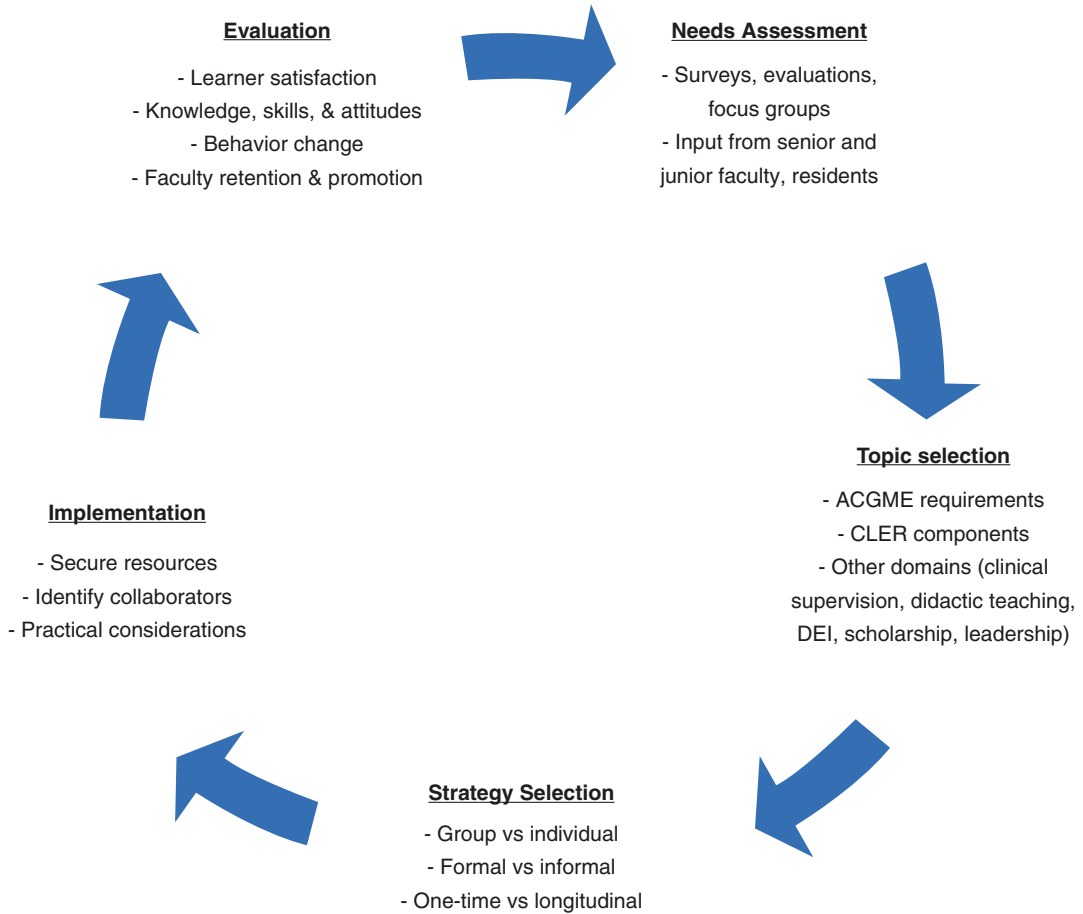 Evaluation
- Learner satisfaction
- Knowledge, skills, & attitudes
- Behavior change
- Faculty retention & promotion
Needs Assessment
- Surveys, evaluations,
focus groups
- Input from senior and
junior faculty, residents
Topic selection
- ACGME requirements
- CLER components
- Other domains (clinical
supervision, didactic teaching,
DEI, scholarship, leadership)
Strategy Selection
- Group vs individual
- Formal vs informal
- One-time vs longitudinal
Implementation
- Secure resources
- Identify collaborators
- Practical considerations